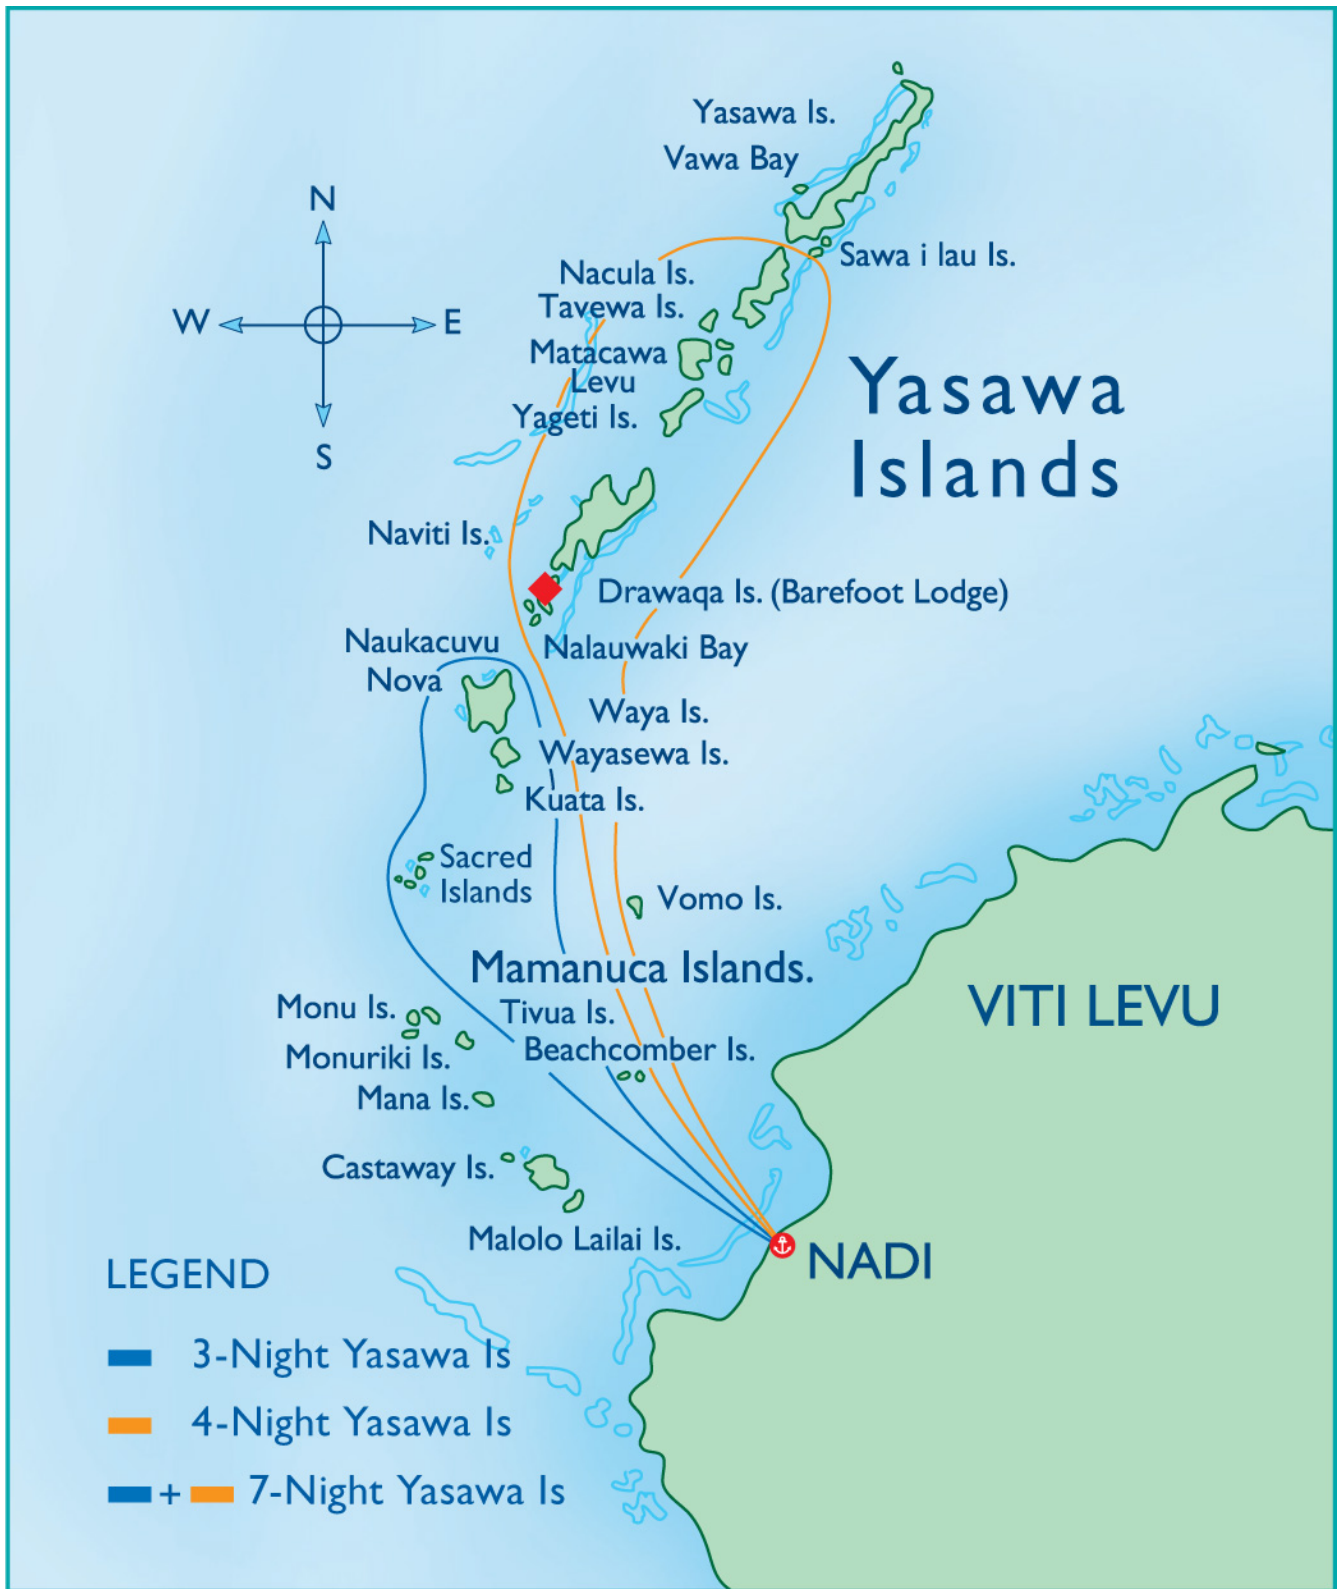 Yasawa Is.
Vawa Bay
N
Sawa i lau Is.
Nacula Is.
Tavewa Is.
W
E
Matacawa
Levu
Yasawa
Islands
Yageti Is.
S
Naviti Is.
Drawaqa Is. (Barefoot Lodge)
Naukacuvu
Nalauwaki Bay
Nova
Waya Is.
Wayasewa Is.
Kuata Is.
Sacred
Islands
Vomo Is.
Mamanuca Islands.
Monu Is.
Tivua Is.
VITI LEVU
Monuriki Is.
Beachcomber Is.
Mana Is.
Castaway Is.
Malolo Lailai Is.
NADI
LEGEND
3-Night Yasawa Is
4-Night Yasawa Is
+ 7-Night Yasawa Is